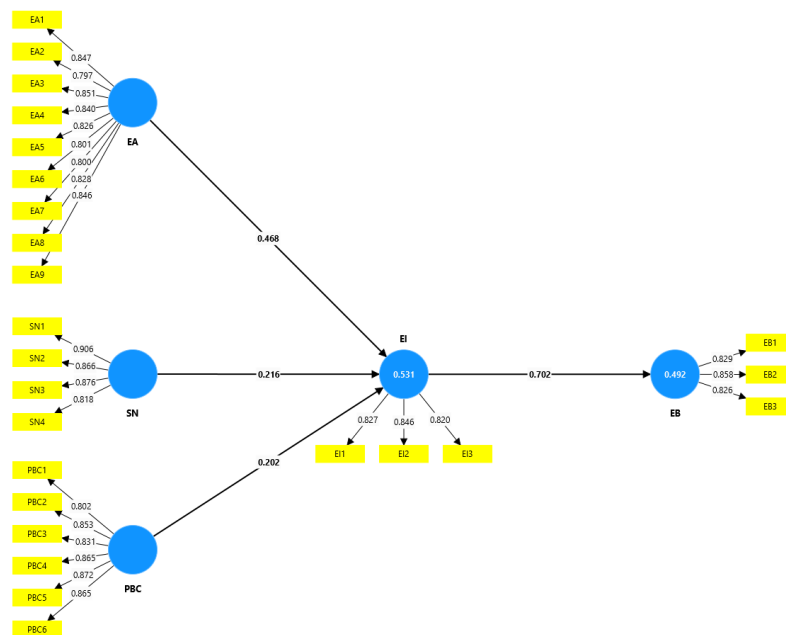 EA1
EA2
EA3
EA4
EA5
EA6
EA7
EA8
EA9
0.847
0.797
0.851
0.840
0.826
0.801
0.800
0.828
0.846
EA
0.468
SN1
SN2
SN3
SN4
0.906
0.866
0.876
0.818
SN
0.216
PBC1
PBC2
PBC3
PBC4
PBC5
PBC6
0.802
0.853
0.831
0.865
0.872
0.865
PBC
0.202
EI
0.531
0.827
0.846
0.820
EI1
EI2
EI3
0.702
0.492
EB
0.829
0.858
0.826
EB1
EB2
EB3